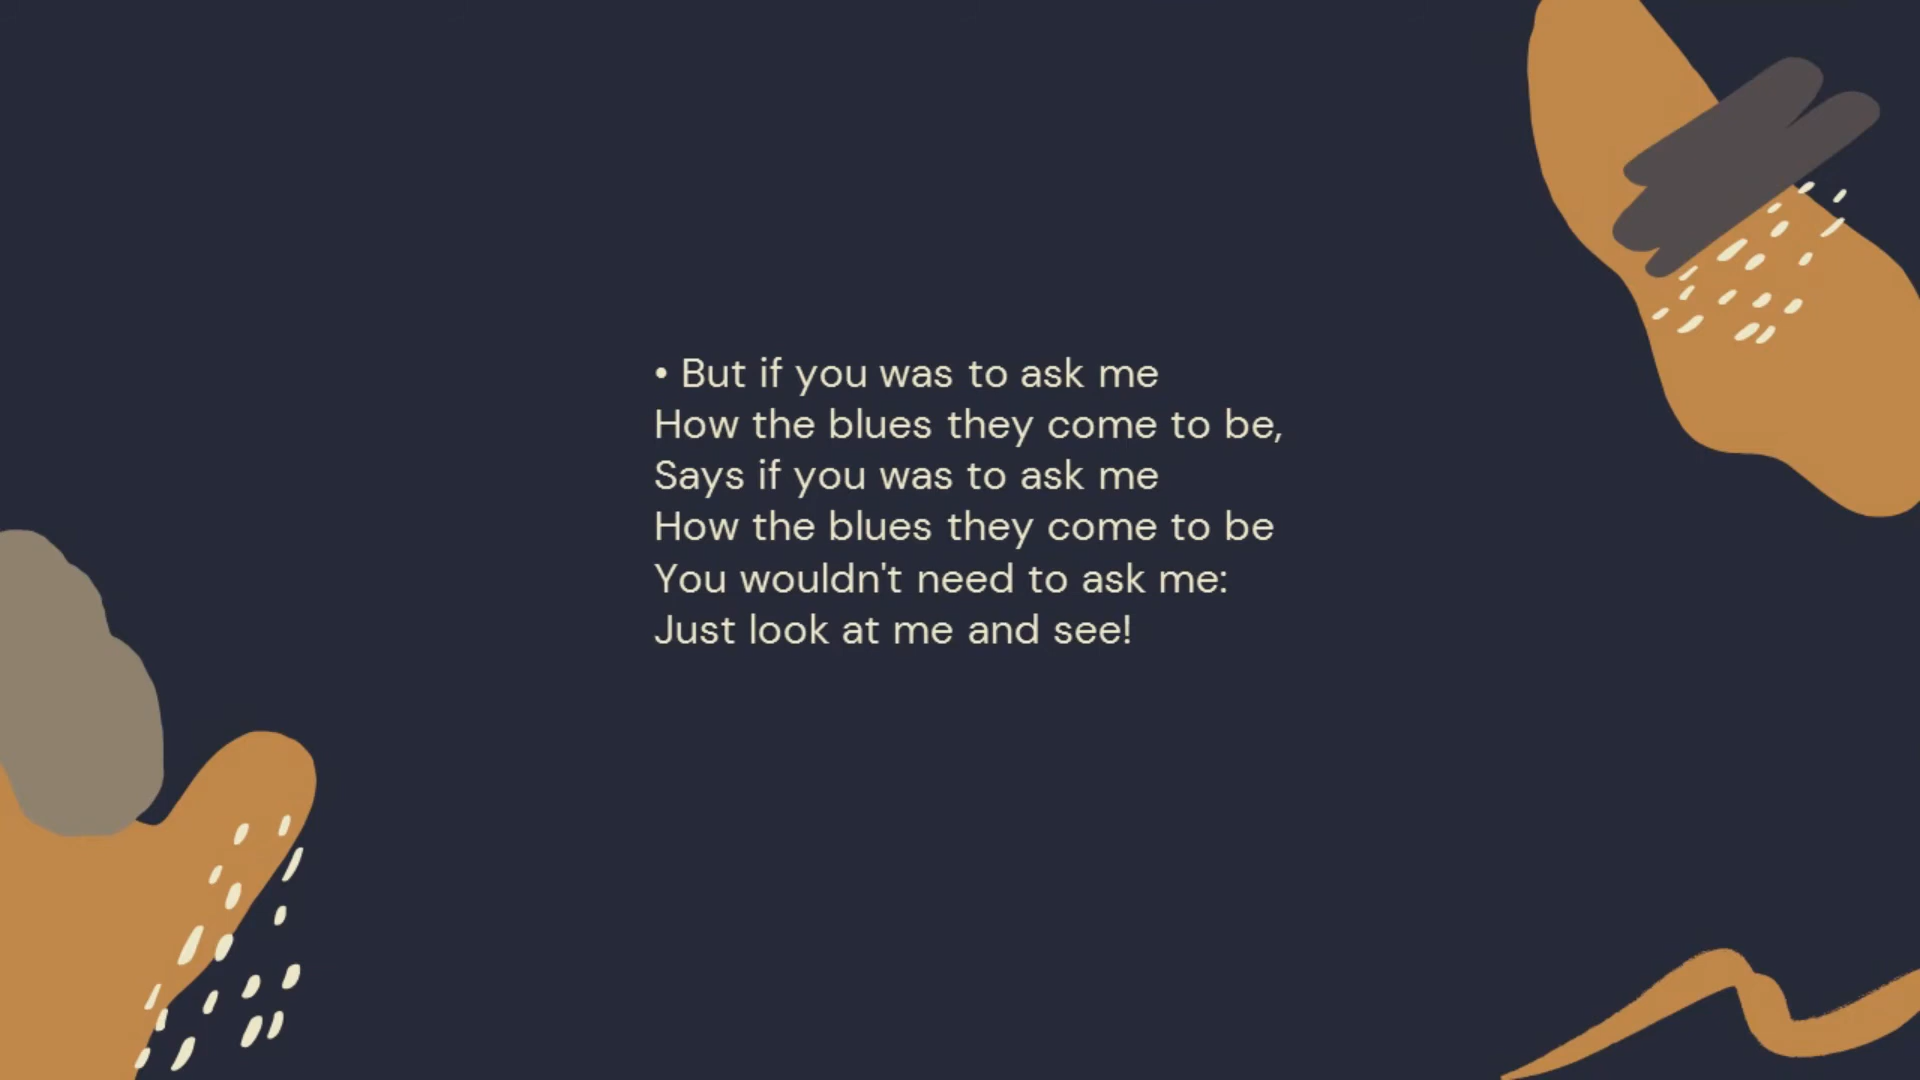 • But if you was to ask me
How the blues they come to be,
Says if you was to ask me
How the blues they come to be
You wouldn't need to ask me:
Just look at me and see!